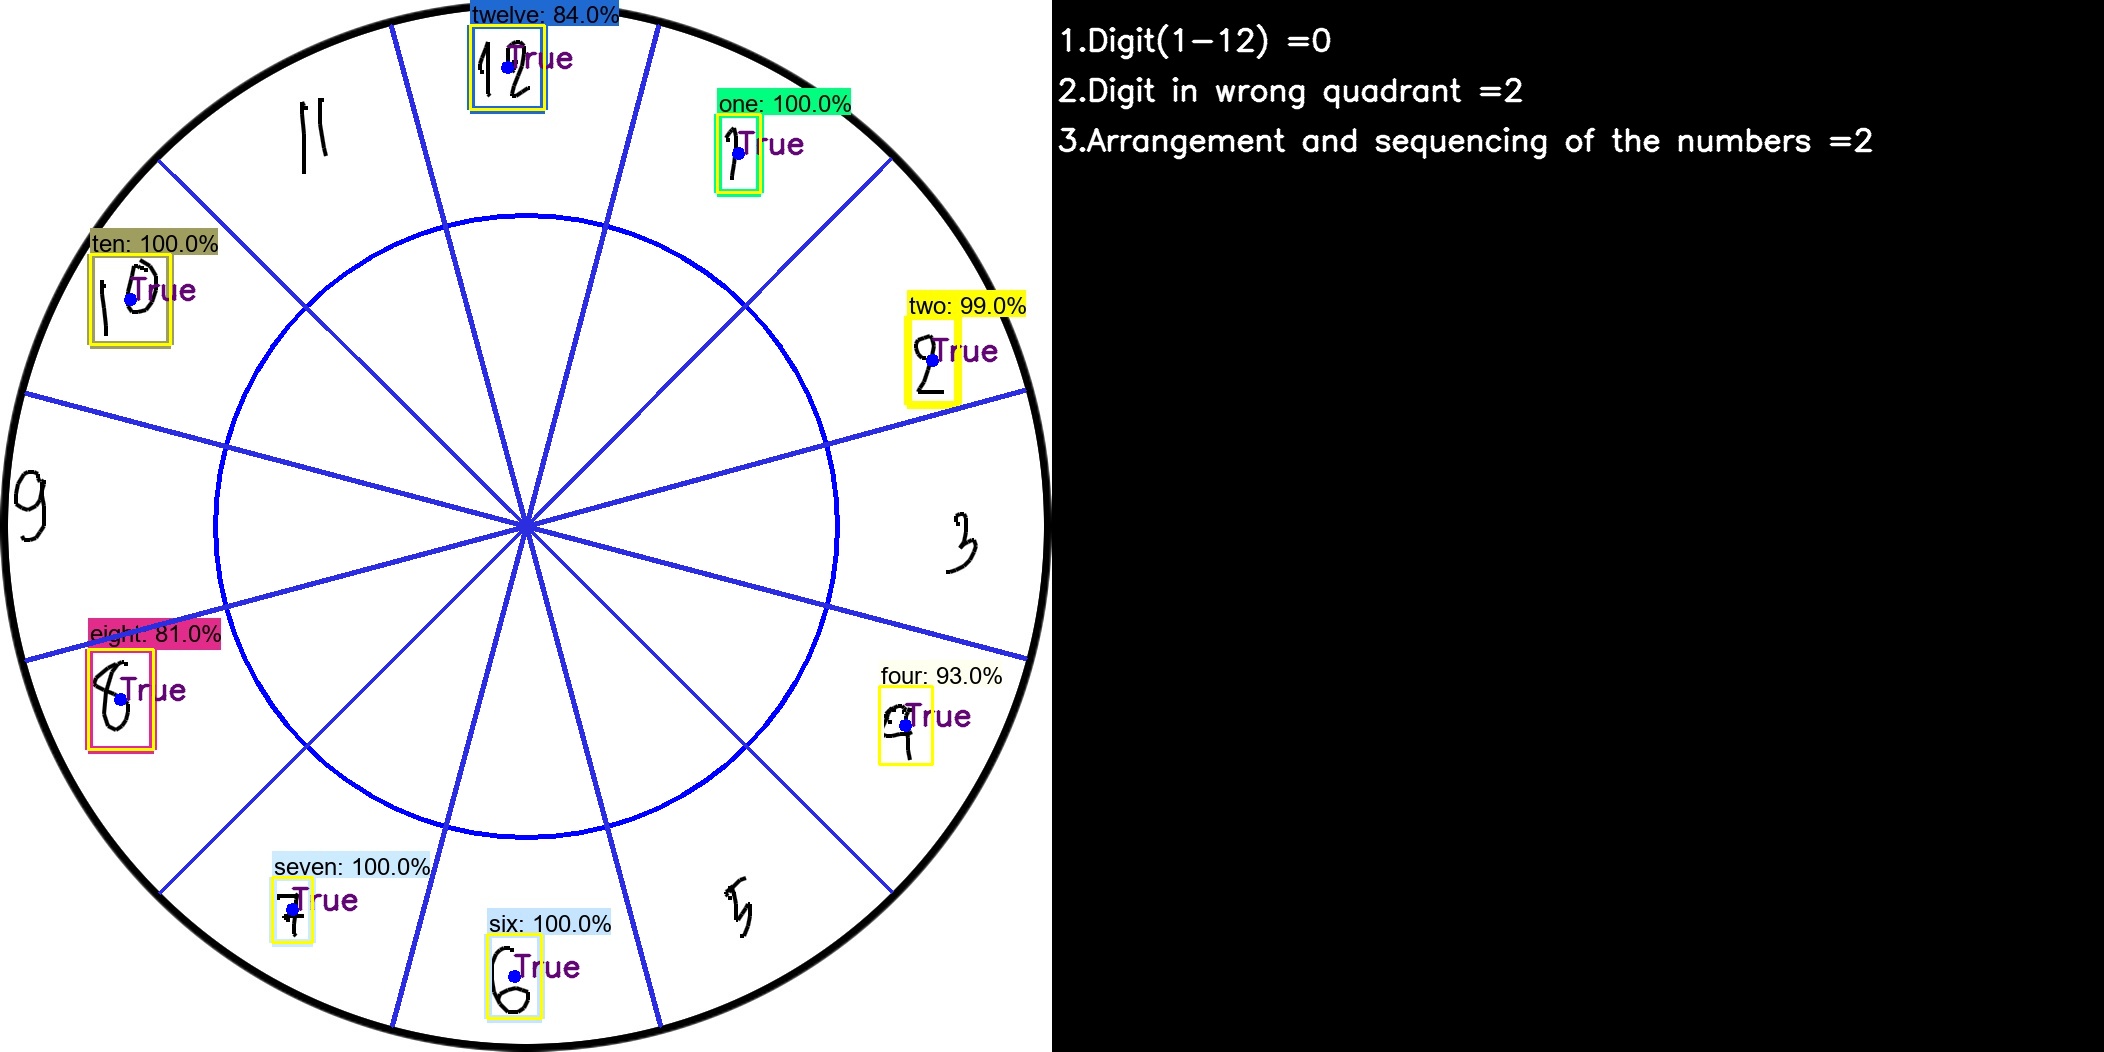 twelve: 84.0%
12 True
one: 100.0%
1 True
11
ten: 100.0%
10 True
two: 99.0%
2 True
9
3
eight: 81.0%
8 True
four: 93.0%
4 True
seven: 100.0%
7 True
5
six: 100.0%
6 True
1.Digit(1-12) =0
2.Digit in wrong quadrant =2
3.Arrangement and sequencing of the numbers =2